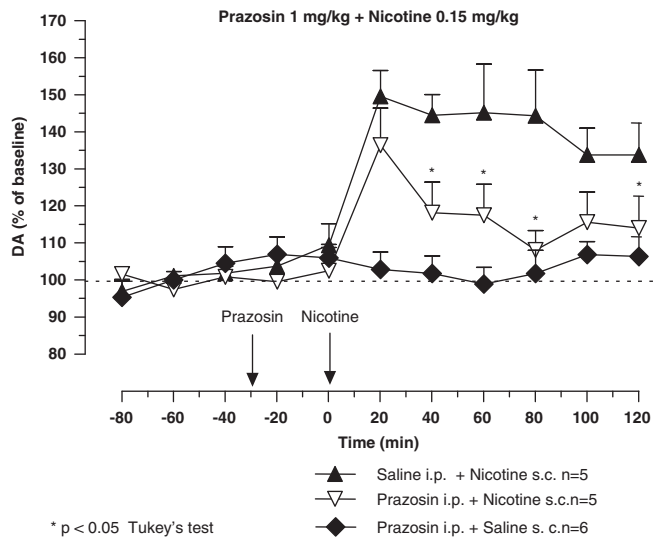 Prazosin 1 mg/kg + Nicotine 0.15 mg/kg
170
160
150
140
130
120
110
100
90
80
DA (% of baseline)
* * * *
Prazosin Nicotine
-80 -60 -40 -20 0 20 40 60 80 100 120
Time (min)
Saline i.p. + Nicotine s.c. n=5
Prazosin i.p. + Nicotine s.c.n=5
Prazosin i.p. + Saline s. c.n=6
* p < 0.05 Tukey's test